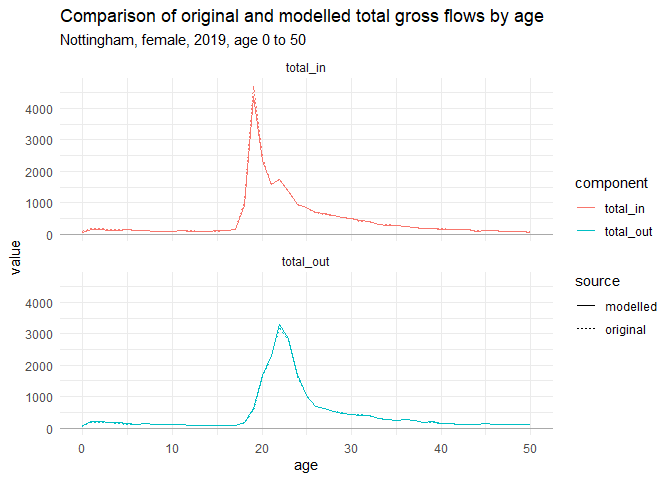 Comparison of original and modelled total gross flows by age
Nottingham, female, 2019, age 0 to 50
total_in
4000
3000
2000
1000
0
total_out
4000
3000
2000
1000
0
0 10 20 30 40 50
age
value
component
total_in
total_out
source
modelled
original